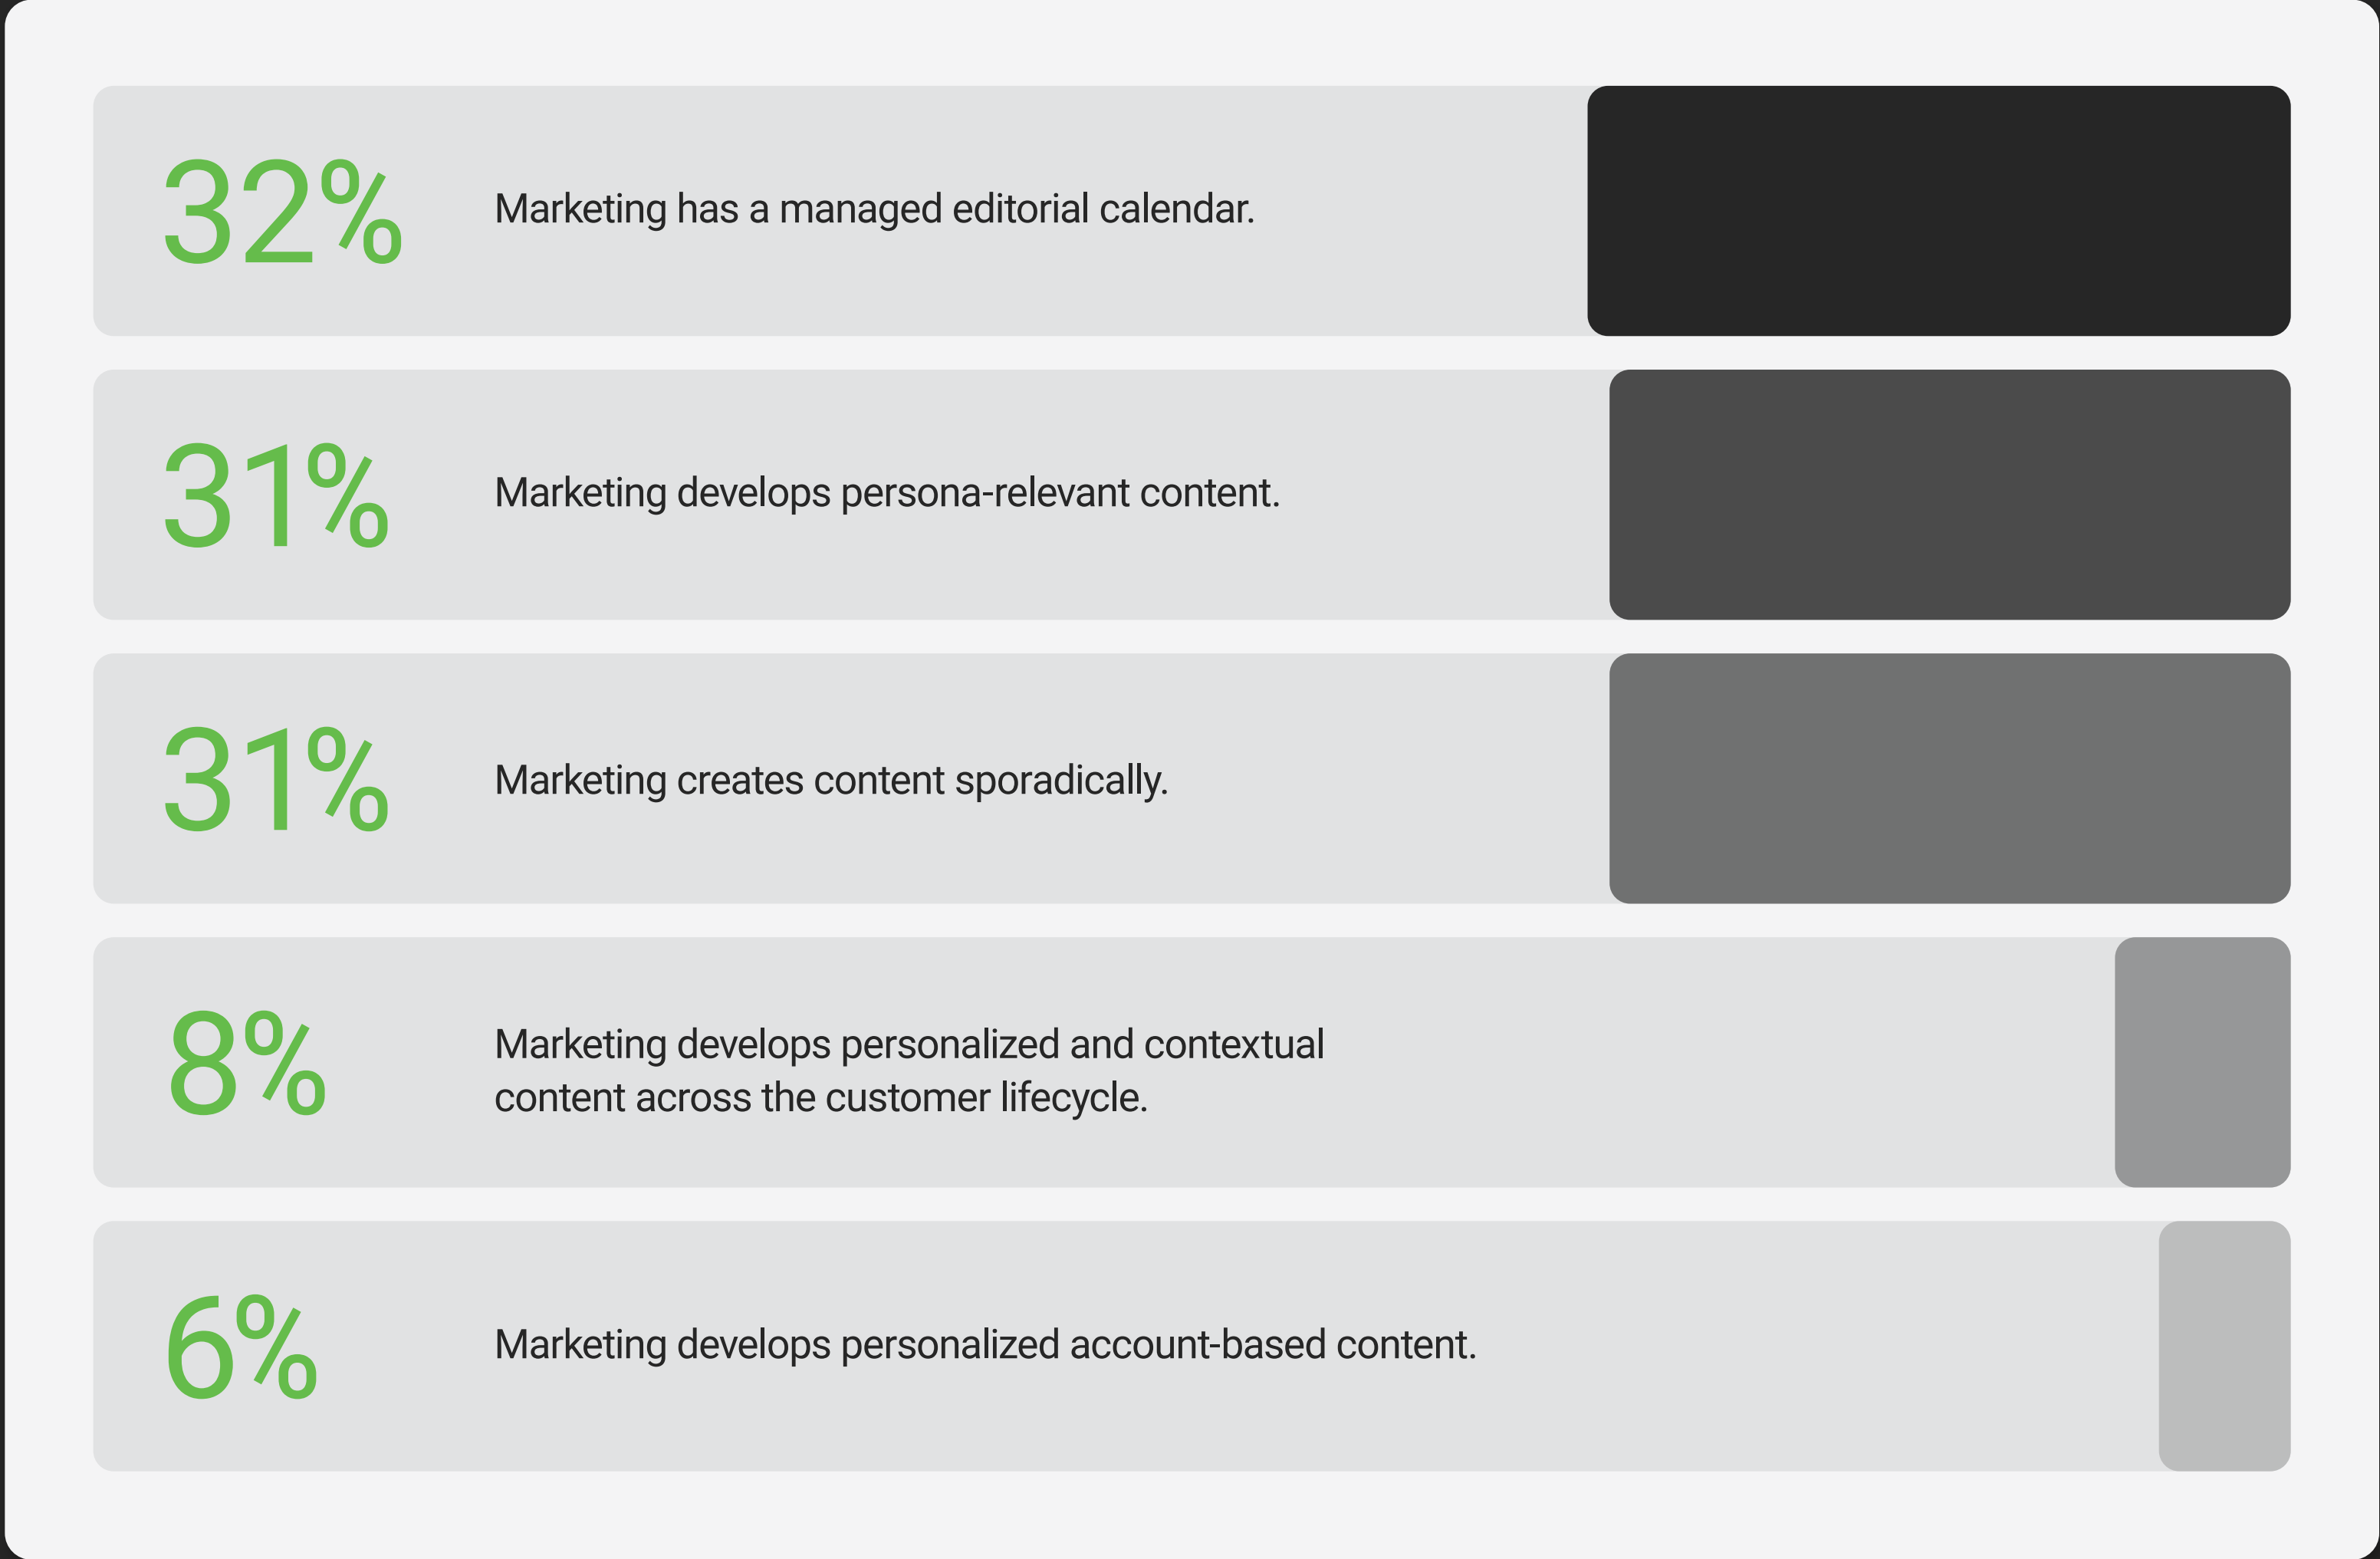 32%
Marketing has a managed editorial calendar.
31%
Marketing develops persona-relevant content.
31%
Marketing creates content sporadically.
8%
Marketing develops personalized and contextual
content across the customer lifecycle.
6%
Marketing develops personalized account-based content.